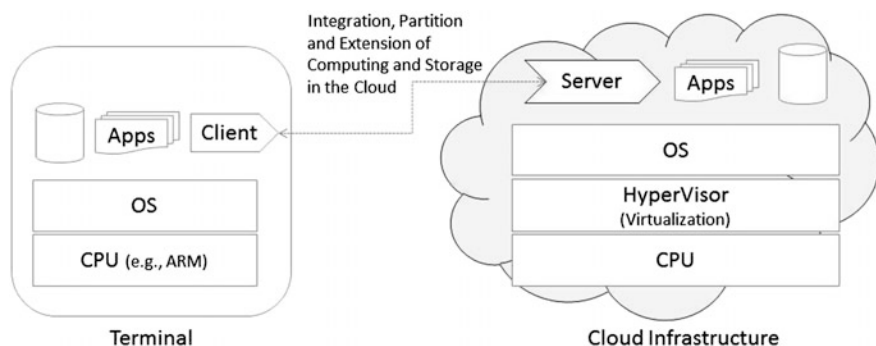 Integration, Partition
and Extension of
Computing and Storage
in the Cloud
Apps
Client
OS
CPU (e.g., ARM)
Terminal
Server
Apps
OS
HyperVisor
(Virtualization)
CPU
Cloud Infrastructure